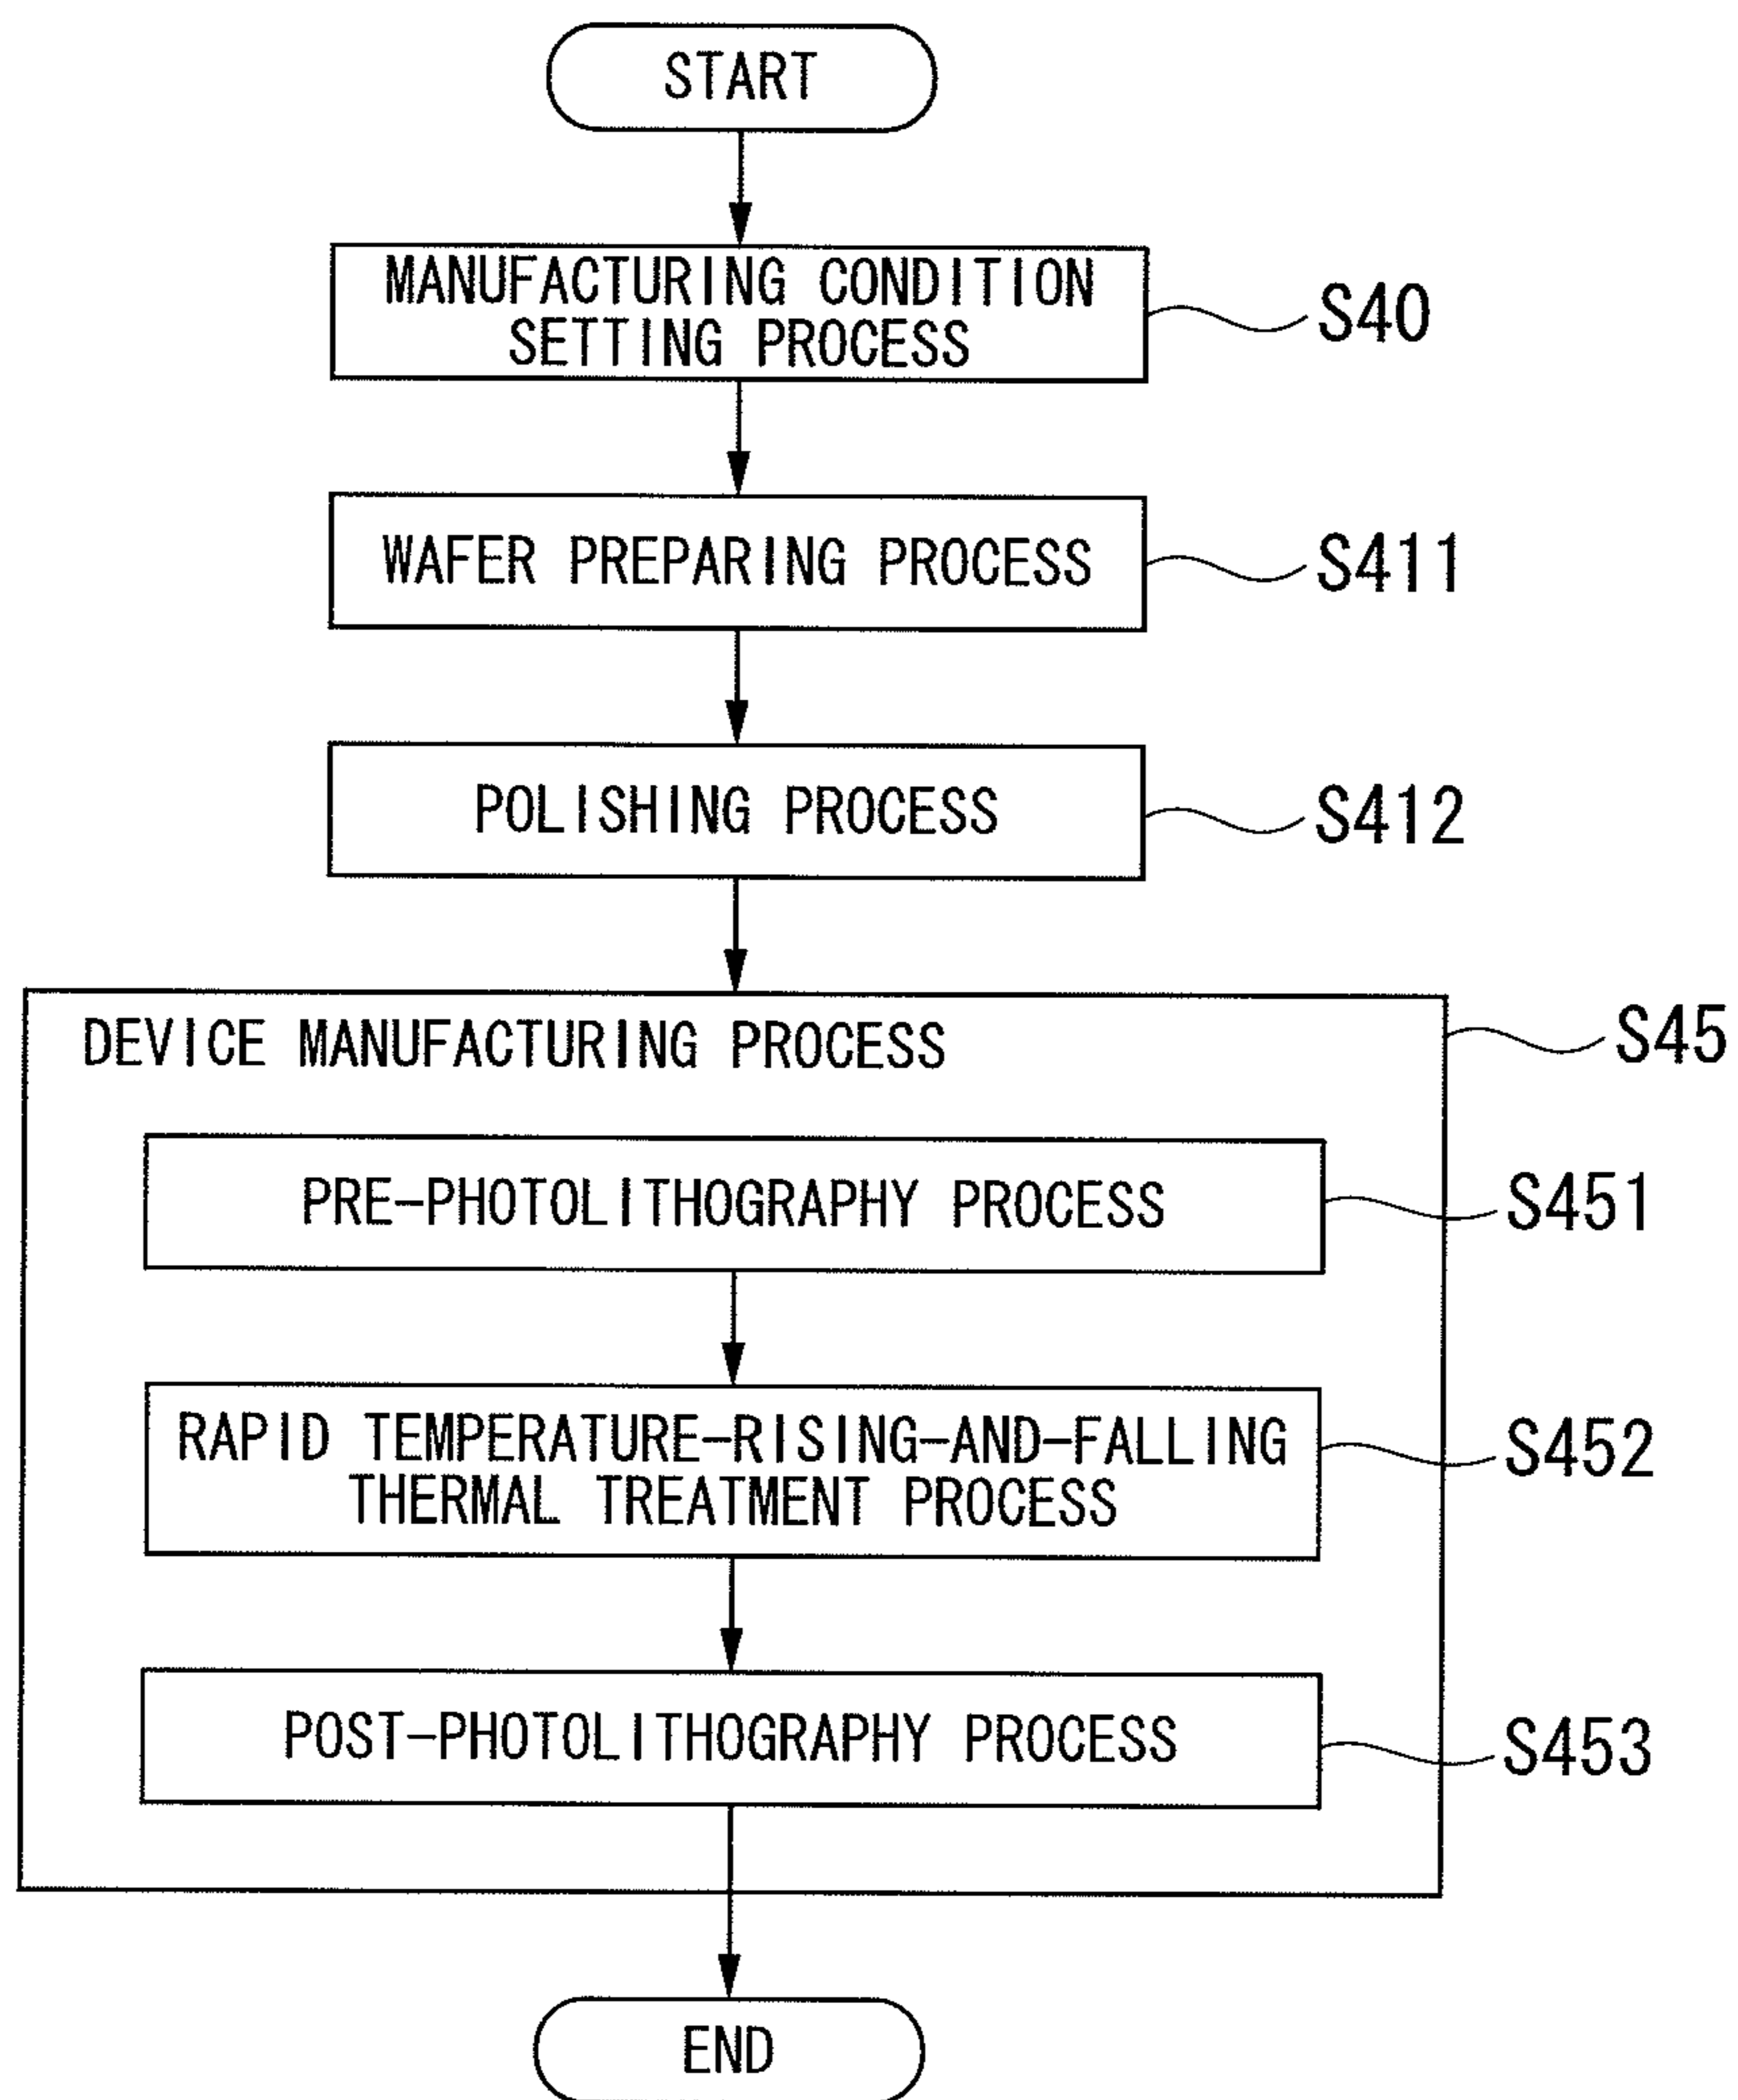 START
MANUFACTURING CONDITION
SETTING PROCESS
S40
WAFER PREPARING PROCESS
S411
POLISHING PROCESS
S412
DEVICE MANUFACTURING PROCESS
S45
PRE-PHOTOLITHOGRAPHY PROCESS
S451
RAPID TEMPERATURE-RISING-AND-FALLING
THERMAL TREATMENT PROCESS
S452
POST-PHOTOLITHOGRAPHY PROCESS
S453
END